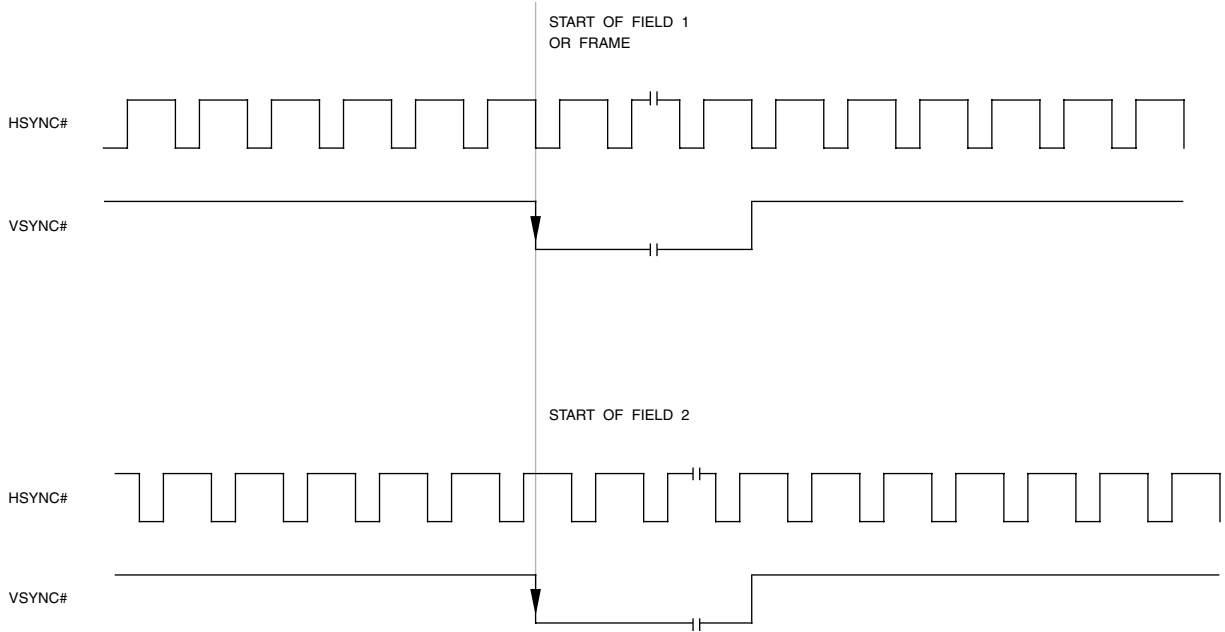 START OF FIELD 1
OR FRAME
HSYNC#
VSYNC#
START OF FIELD 2
HSYNC#
VSYNC#